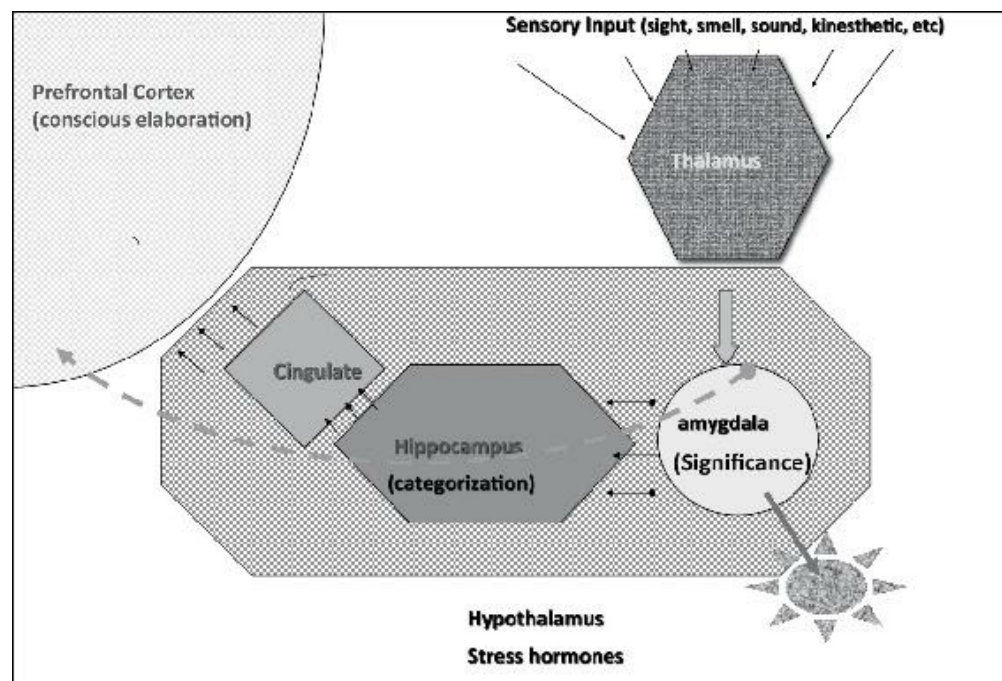 Sensory Input (sight, smell, sound, kinesthetic, etc)
Prefrontal Cortex
(conscious elaboration)
Thalamus
Cingulate
Hippocampus
(categorization)
amygdala
(Significance)
Hypothalamus
Stress hormones